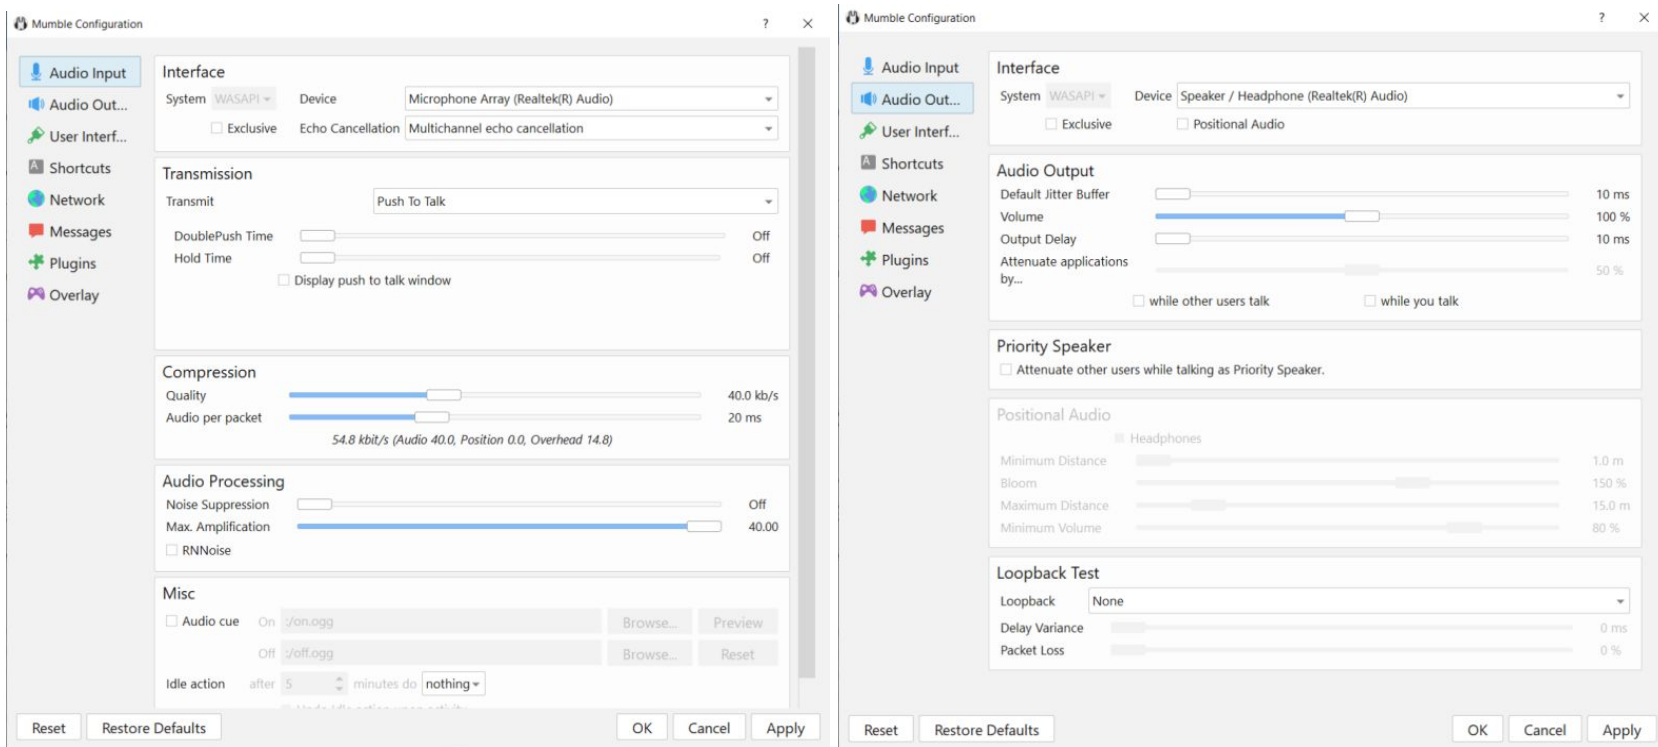 Mumble Configuration
?
Audio Input
Audio Out...
User Interf...
Shortcuts
Network
Messages
Plugins
Overlay
Interface
System WASAPI Device Microphone Array (Realtek(R) Audio)
Exclusive Echo Cancellation Multichannel echo cancellation
Transmission
Transmit Push To Talk
DoublePush Time Off
Hold Time Off
Display push to talk window
Compression
Quality 40.0 kb/s
Audio per packet 20 ms
54.8 kbit/s (Audio 40.0, Position 0.0, Overhead 14.8)
Audio Processing
Noise Suppression Off
Max. Amplification 40.00
RNNoise
Misc
Audio cue On :/on.ogg Browse... Preview
Off :/off.ogg Browse... Reset
Idle action after 5 minutes do nothing
Reset Restore Defaults OK Cancel Apply
Mumble Configuration
?
Audio Input
Audio Out...
User Interf...
Shortcuts
Network
Messages
Plugins
Overlay
Interface
System WASAPI Device Speaker / Headphone (Realtek(R) Audio)
Exclusive Positional Audio
Audio Output
Default Jitter Buffer 10 ms
Volume 100 %
Output Delay 10 ms
Attenuate applications
by... 50 %
while other users talk while you talk
Priority Speaker
Attenuate other users while talking as Priority Speaker.
Positional Audio
Headphones
Minimum Distance 1.0 m
Bloom 150 %
Maximum Distance 15.0 m
Minimum Volume 80 %
Loopback Test
Loopback None
Delay Variance 0 ms
Packet Loss 0 %
Reset Restore Defaults OK Cancel Apply